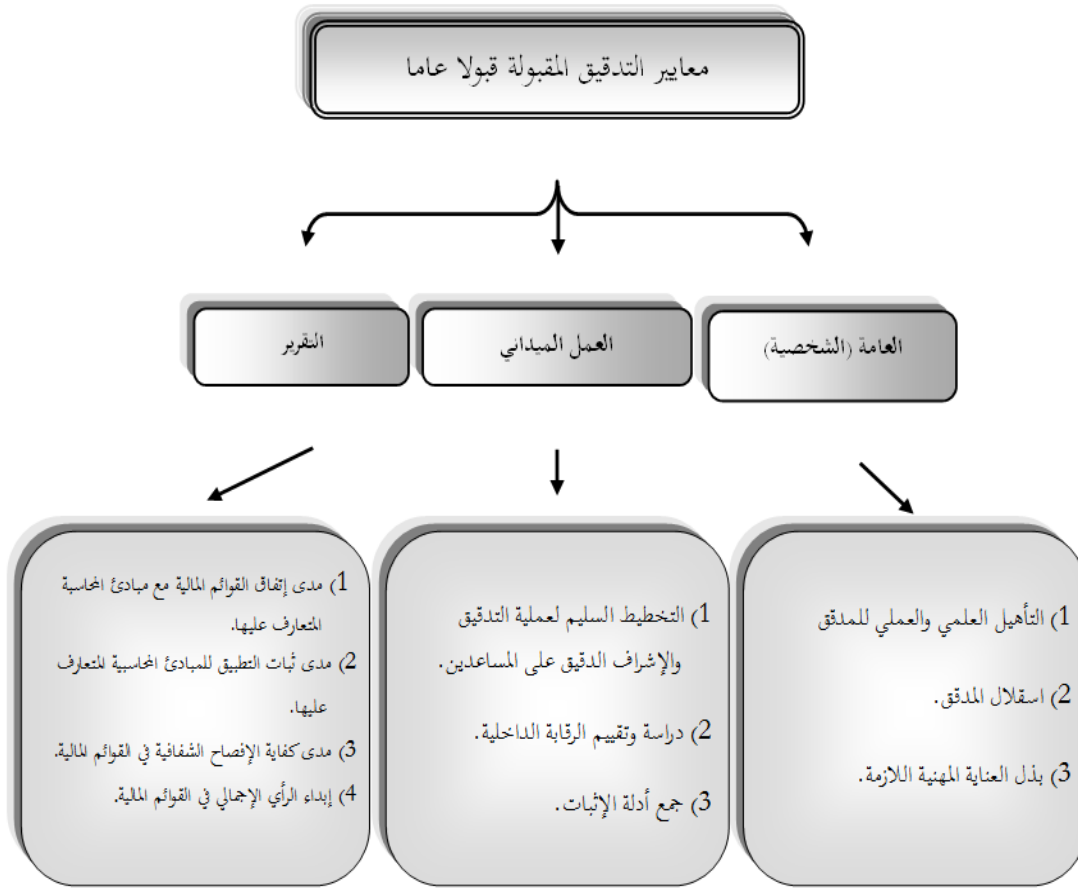 معايير التدقيق المقبولة قبولا عاما
العامة (الشخصية)
العمل الميداني
التقرير
1) التأهيل العلمي والعملي للمدقق
2) اسقلال المدقق.
3) بذل العناية المهنية اللازمة.
1) التخطيط السليم لعملية التدقيق
والإشراف الدقيق على المساعدين.
2) دراسة وتقييم الرقابة الداخلية.
3) جمع أدلة الإثبات.
1) مدى إتفاق القوائم المالية مع مبادئ المحاسبة
المتعارف عليها.
2) مدى ثبات التطبيق للمبادئ المحاسبية المتعارف
عليها.
3) مدى كفاية الإفصاح الشفافية في القوائم المالية.
4) إبداء الرأي الإجمالي في القوائم المالية.